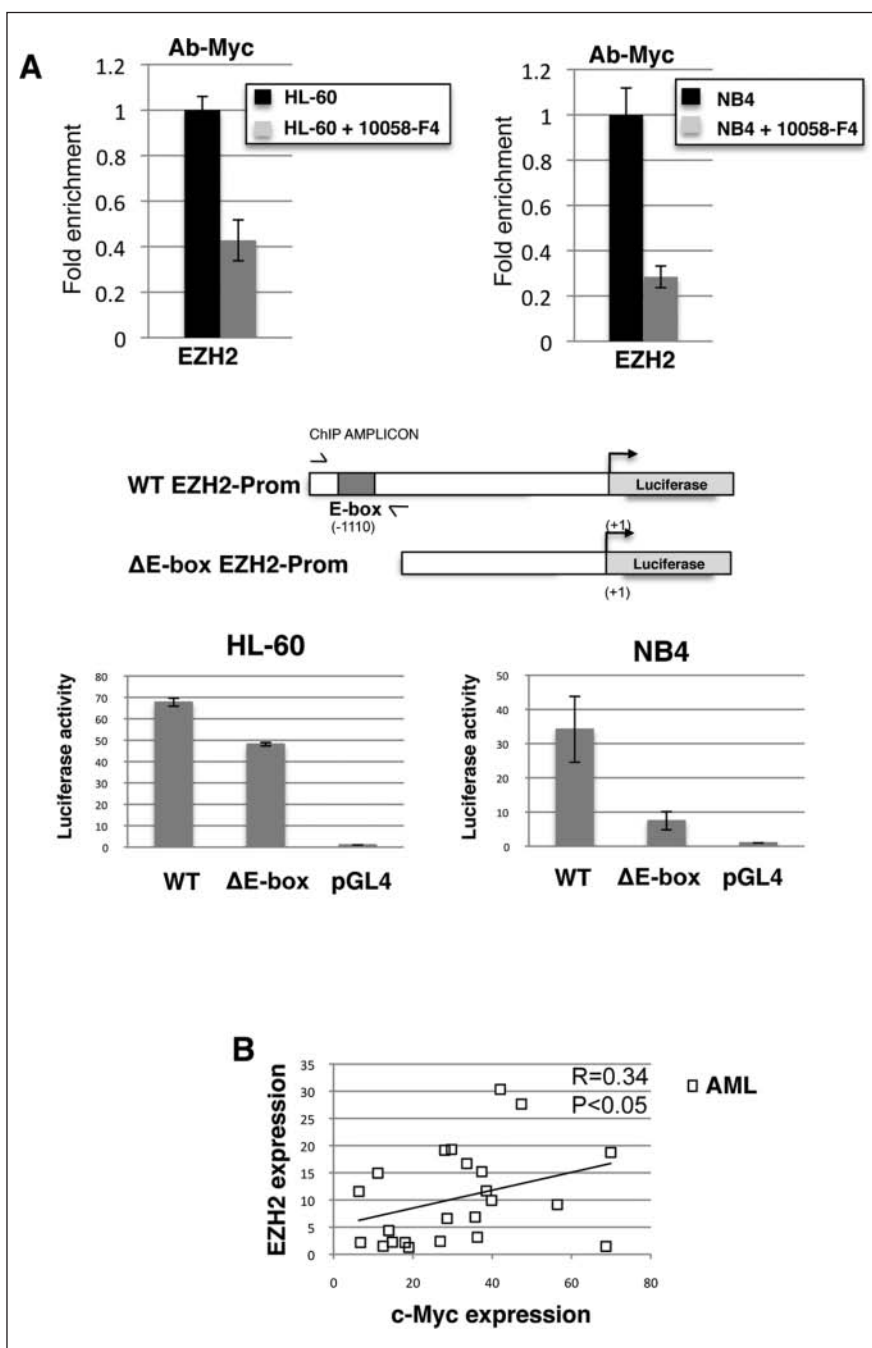 A
Ab-Myc
Fold enrichment
1.2
1
0.8
0.6
0.4
0.2
0
EZH2
HL-60
HL-60 + 10058-F4
Ab-Myc
Fold enrichment
1.2
1
0.8
0.6
0.4
0.2
0
EZH2
NB4
NB4 + 10058-F4
ChIP AMPLICON
WT EZH2-Prom
Luciferase
E-box
(-1110)
(+1)
ΔE-box EZH2-Prom
Luciferase
(+1)
HL-60
Luciferase activity
80
70
60
50
40
30
20
10
0
WT ΔE-box pGL4
NB4
Luciferase activity
50
40
30
20
10
0
WT ΔE-box pGL4
B
EZH2 expression
35
30
25
20
15
10
5
0
R=0.34
P<0.05
AML
0 20 40 60 80
c-Myc expression